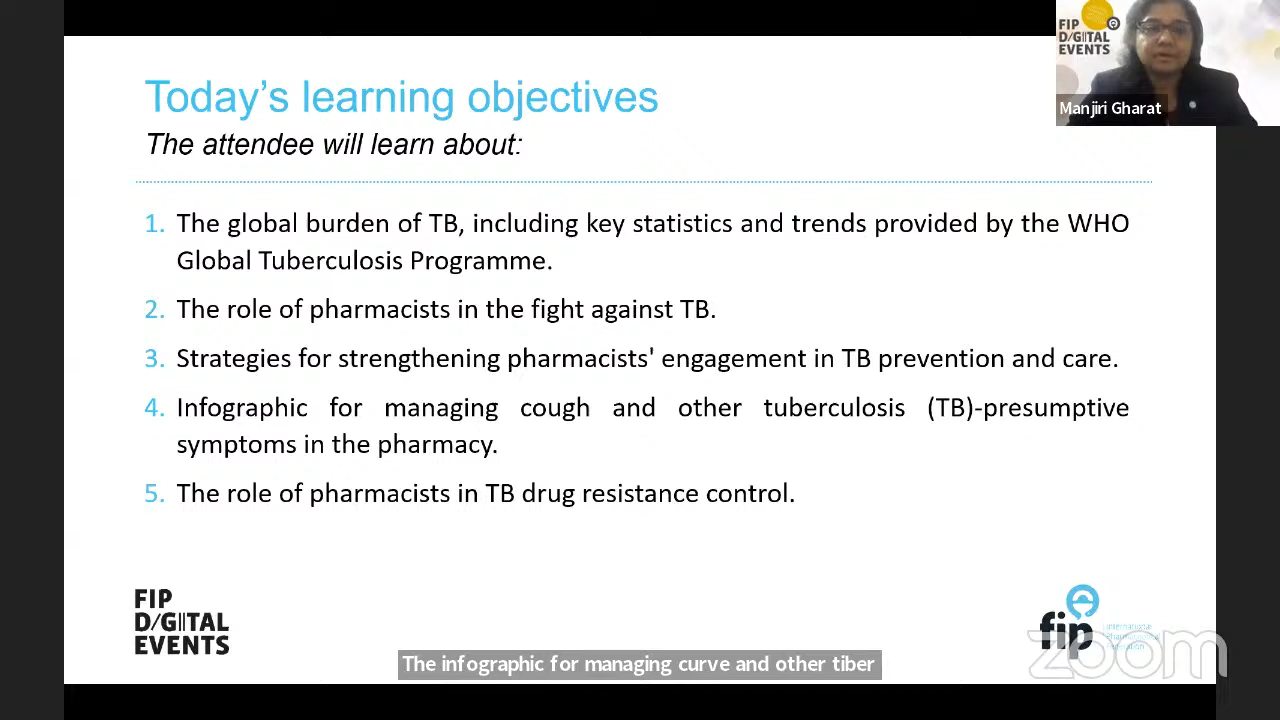 Today's learning objectives
The attendee will learn about:
1. The global burden of TB, including key statistics and trends provided by the WHO
Global Tuberculosis Programme.
2. The role of pharmacists in the fight against TB.
3. Strategies for strengthening pharmacists' engagement in TB prevention and care.
4. Infographic for managing cough and other tuberculosis (TB)-presumptive
symptoms in the pharmacy.
5. The role of pharmacists in TB drug resistance control.
FIP
D/GITAL
EVENTS
Manjiri Gharat
FIP
D/GITAL
EVENTS
fip
International
Pharmaceutical
Federation
zoom
The infographic for managing curve and other tiber